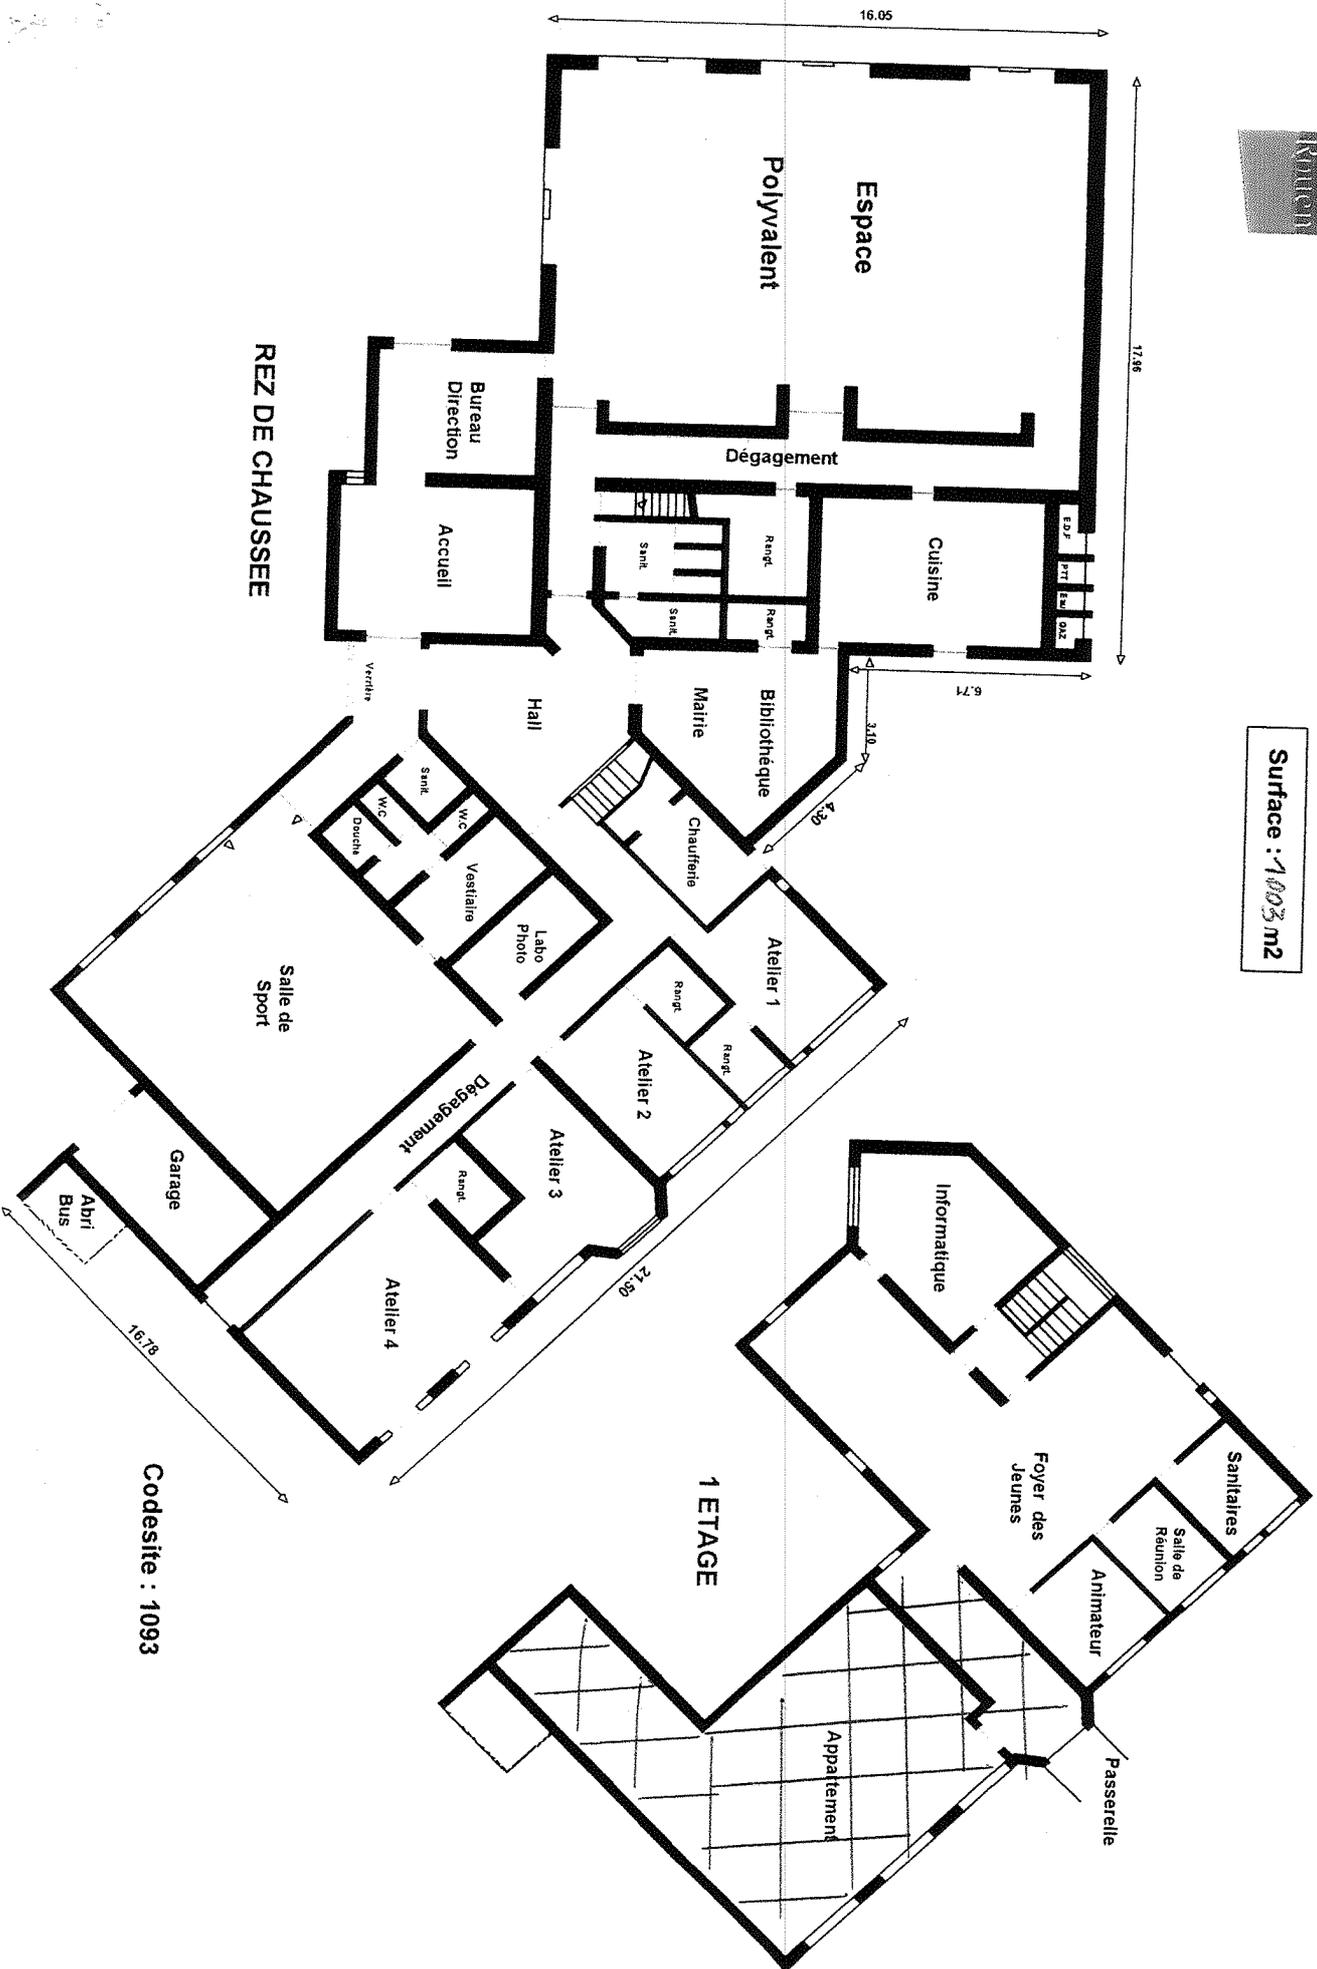 Rouen
Surface : 1003 m2
16.05
17.96
Espace
Polyvalent
Dégagement
Bureau
Direction
Accueil
REZ DE CHAUSSEE
Sanit.
Rangt.
Sanit.
Rangt.
Cuisine
E.D.F
PTT
Eau
GAZ
6.71
3.10
4.30
Verrière
Hall
Mairie
Bibliothéque
Chaufferie
Sanit.
W.C
W.C
Douche
Vestiaire
Labo
Photo
Salle de
Sport
Atelier 1
Rangt.
Rangt.
Atelier 2
Dégagement
Atelier 3
Rangt.
Atelier 4
Garage
Abri
Bus
21.50
16.78
Informatique
Foyer des
Jeunes
Sanitaires
Salle de
Réunion
Animateur
Passerelle
Appartement
1 ETAGE
Codesite : 1093